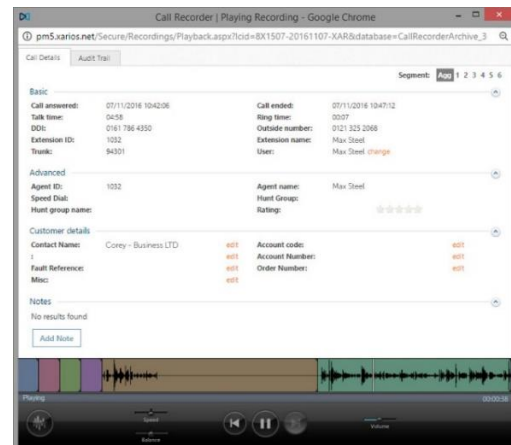 Call Recorder | Playing Recording - Google Chrome
pm5.xarios.net/Secure/Recordings/Playback.aspx?lcid=8X1507-20161107-XAR&database=CallRecorderArchive_3
Call Details Audit Trail
Segment: Agg 1 2 3 4 5 6
Basic
Call answered: 07/11/2016 10:42:06 Call ended: 07/11/2016 10:47:12
Talk time: 04:58 Ring time: 00:07
DDI: 0161 786 4350 Outside number: 0121 325 2068
Extension ID: 1032 Extension name: Max Steel
Trunk: 94301 User: Max Steel change
Advanced
Agent ID: 1032 Agent name: Max Steel
Speed Dial: Hunt Group:
Hunt group name: Rating:
Customer details
Contact Name: Corey - Business LTD edit Account code: edit
: edit Account Number: edit
Fault Reference: edit Order Number: edit
Misc: edit
Notes
No results found
Add Note
Playing 00:00:58
Speed
Volume
Balance